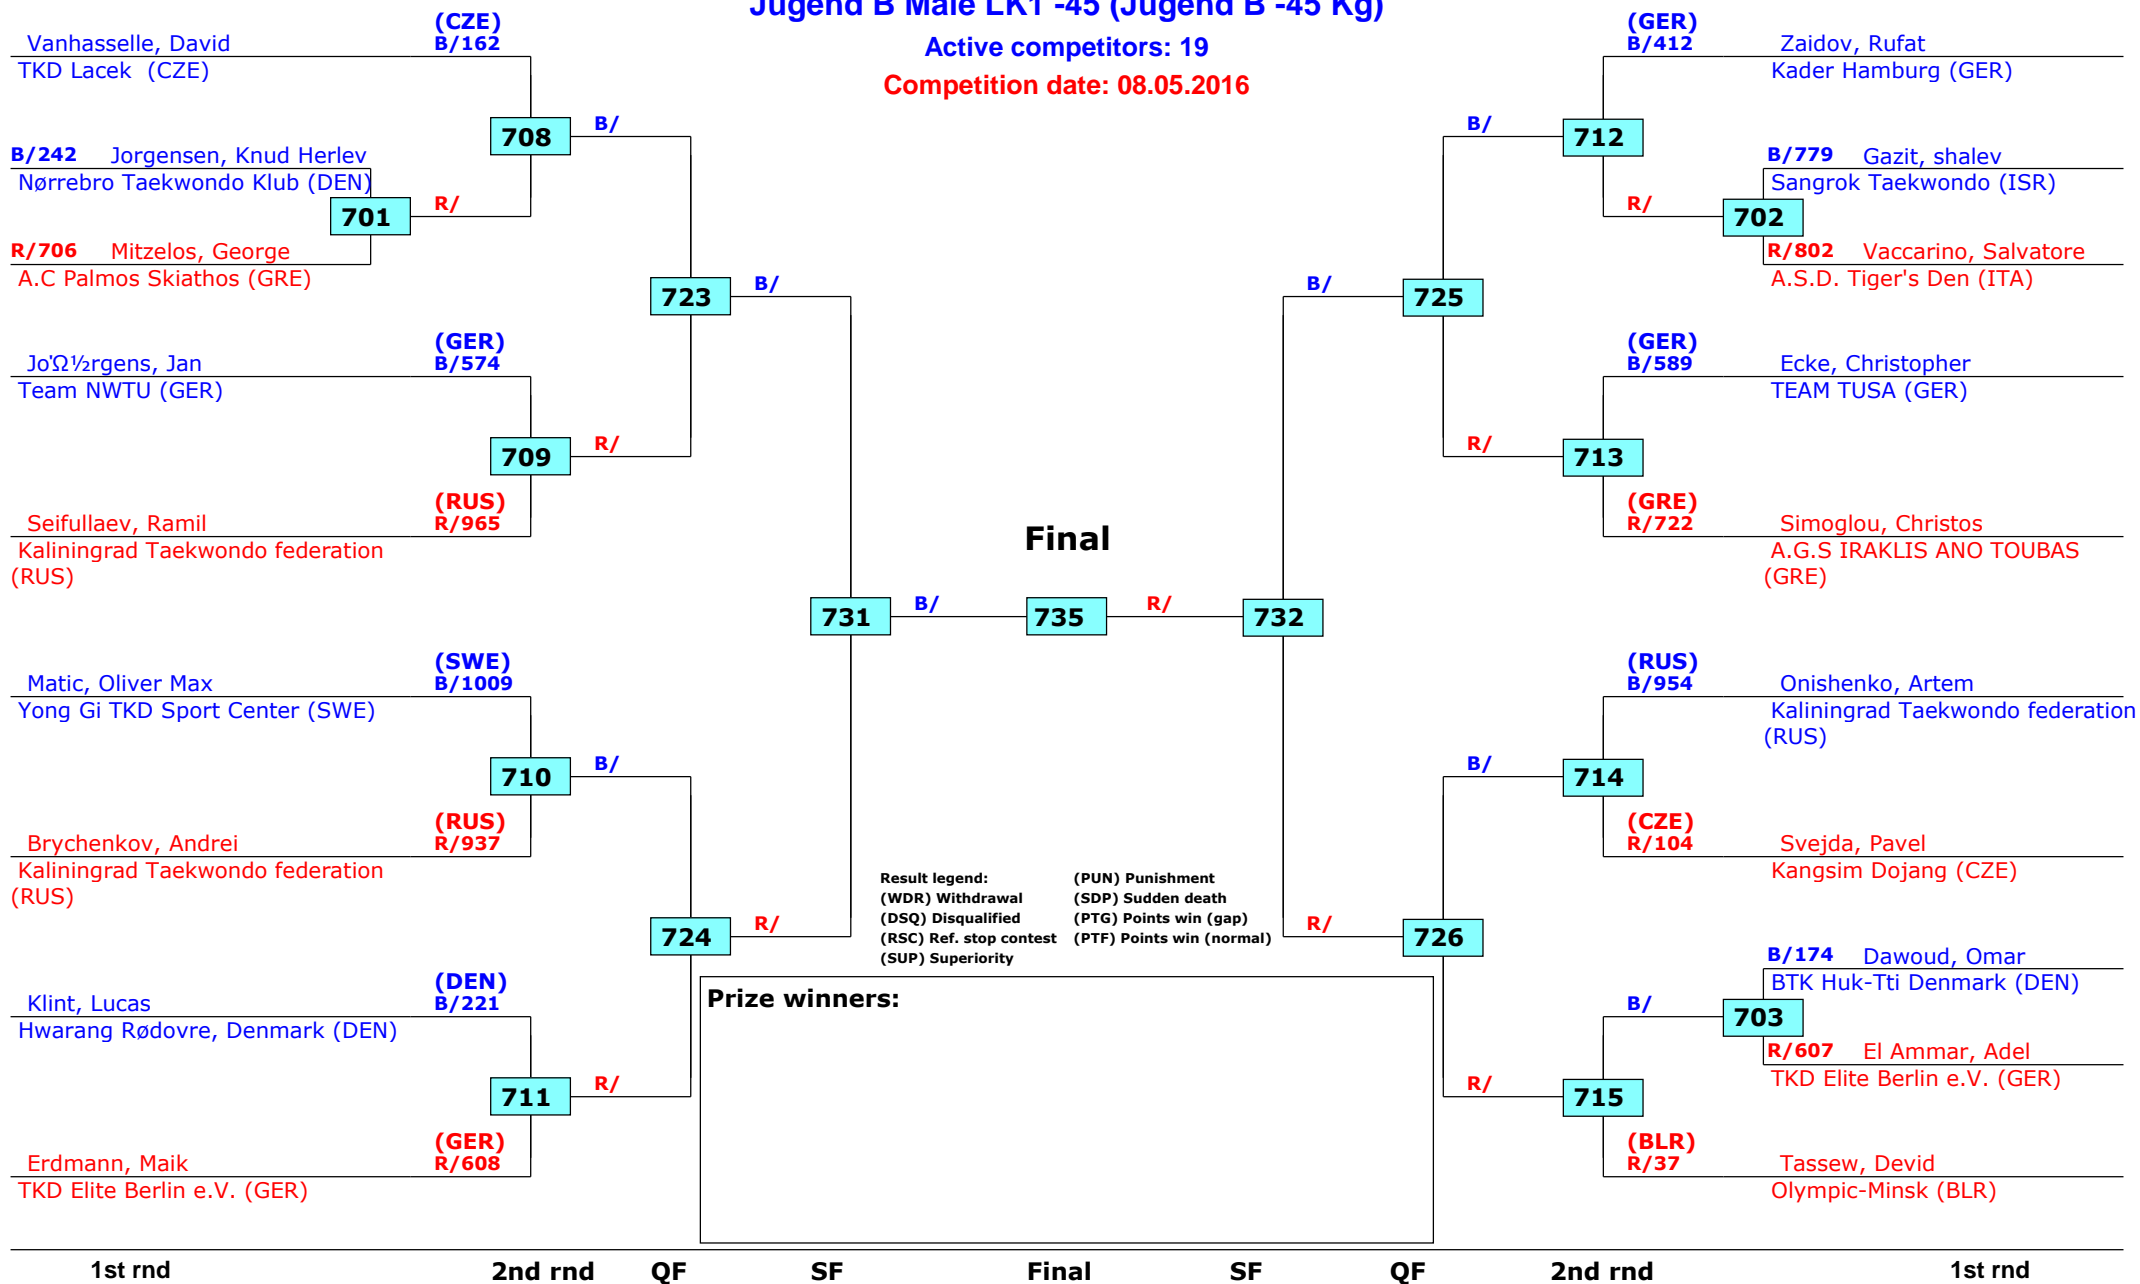 Jugend B Male LK1 -45 (Jugend B -45 Kg)
Active competitors: 19
Competition date: 08.05.2016
(CZE)
Vanhasselle, David B/162
TKD Lacek (CZE)
708
B/
B/242 Jorgensen, Knud Herlev
Nørrebro Taekwondo Klub (DEN)
701
R/
R/706 Mitzelos, George
A.C Palmos Skiathos (GRE)
723
B/
(GER)
Jo'Ω½rgens, Jan B/574
Team NWTU (GER)
709
R/
(RUS)
Seifullaev, Ramil R/965
Kaliningrad Taekwondo federation
(RUS)
731
B/
(SWE)
Matic, Oliver Max B/1009
Yong Gi TKD Sport Center (SWE)
710
B/
(RUS)
Brychenkov, Andrei R/937
Kaliningrad Taekwondo federation
(RUS)
724
R/
(DEN)
Klint, Lucas B/221
Hwarang Rødovre, Denmark (DEN)
711
R/
(GER)
Erdmann, Maik R/608
TKD Elite Berlin e.V. (GER)
Final
735
R/
732
(GER)
B/412 Zaidov, Rufat
Kader Hamburg (GER)
B/
712
B/779 Gazit, shalev
Sangrok Taekwondo (ISR)
R/
702
R/802 Vaccarino, Salvatore
A.S.D. Tiger's Den (ITA)
B/
725
(GER)
B/589 Ecke, Christopher
TEAM TUSA (GER)
R/
713
(GRE)
R/722 Simoglou, Christos
A.G.S IRAKLIS ANO TOUBAS
(GRE)
(RUS)
B/954 Onishenko, Artem
Kaliningrad Taekwondo federation
(RUS)
B/
714
(CZE)
R/104 Svejda, Pavel
Kangsim Dojang (CZE)
R/
726
B/174 Dawoud, Omar
BTK Huk-Tti Denmark (DEN)
B/
703
R/607 El Ammar, Adel
TKD Elite Berlin e.V. (GER)
R/
715
(BLR)
R/37 Tassew, Devid
Olympic-Minsk (BLR)
Result legend: (PUN) Punishment
(WDR) Withdrawal (SDP) Sudden death
(DSQ) Disqualified (PTG) Points win (gap)
(RSC) Ref. stop contest (PTF) Points win (normal)
(SUP) Superiority
Prize winners:
1st rnd 2nd rnd QF SF Final SF QF 2nd rnd 1st rnd